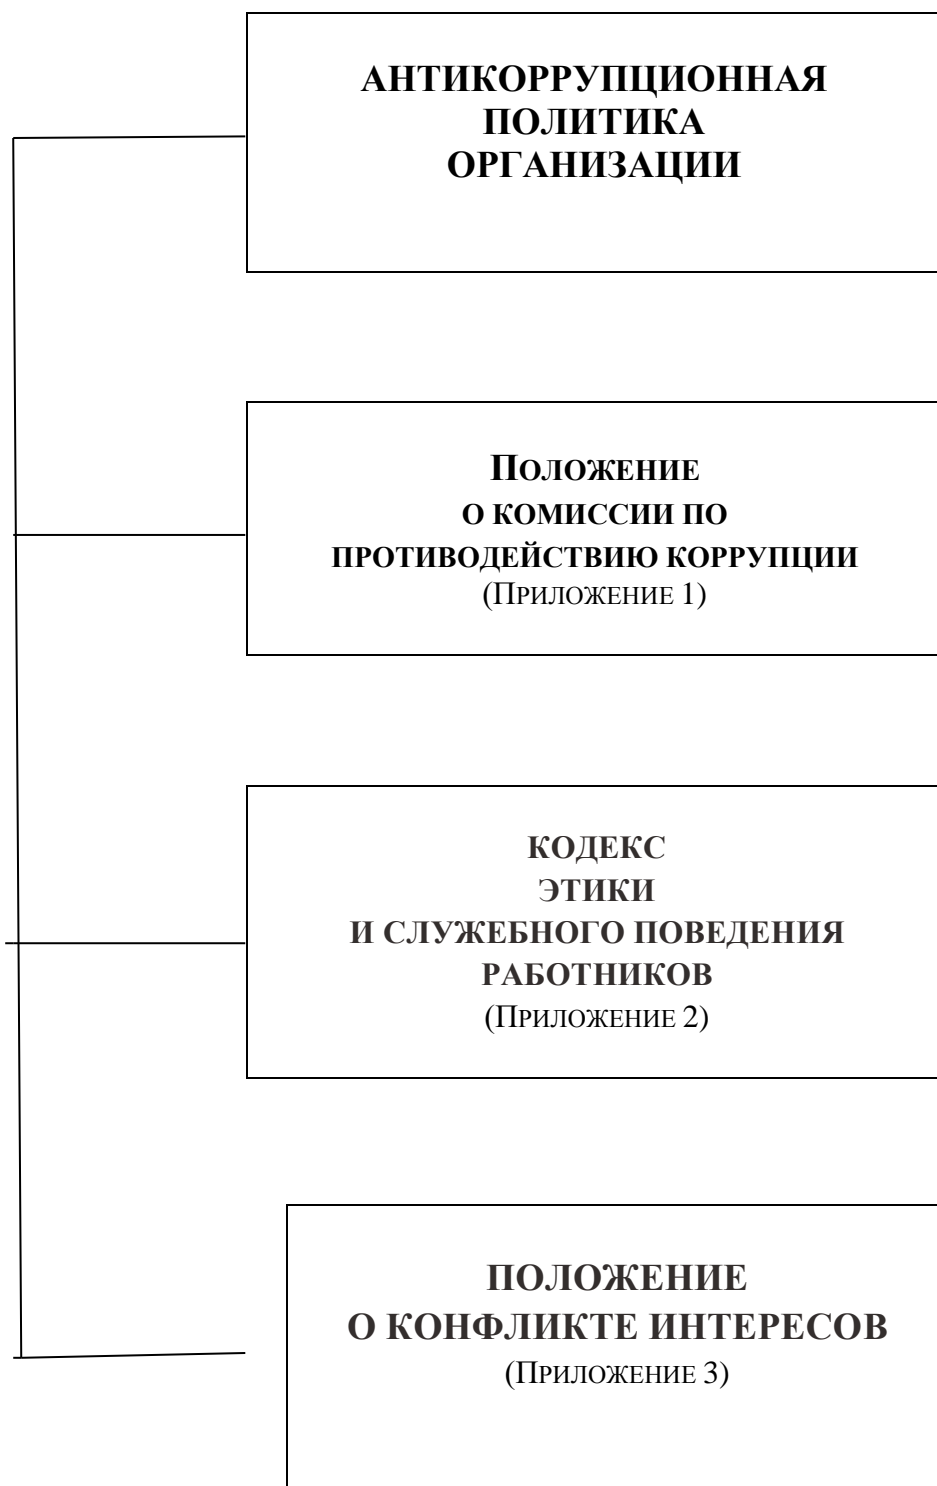 АНТИКОРРУПЦИОННАЯ
ПОЛИТИКА
ОРГАНИЗАЦИИ
ПОЛОЖЕНИЕ
О КОМИССИИ ПО
ПРОТИВОДЕЙСТВИЮ КОРРУПЦИИ
(ПРИЛОЖЕНИЕ 1)
КОДЕКС
ЭТИКИ
И СЛУЖЕБНОГО ПОВЕДЕНИЯ
РАБОТНИКОВ
(ПРИЛОЖЕНИЕ 2)
ПОЛОЖЕНИЕ
О КОНФЛИКТЕ ИНТЕРЕСОВ
(ПРИЛОЖЕНИЕ 3)